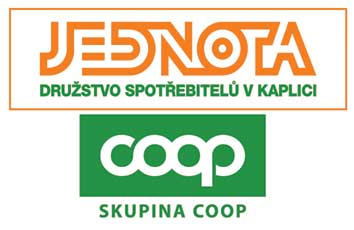 JEDNOTA
DRUŽSTVO SPOTŘEBITELŮ V KAPLICI
coop
SKUPINA COOP